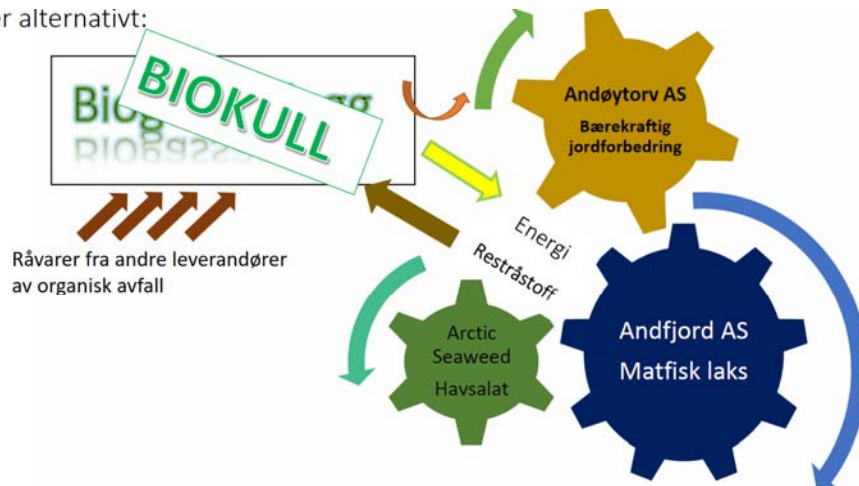 er alternativt:
BIOKULL
Andøytorv AS
Bærekraftig
jordforbedring
Energi
Restråstoff
Råvarer fra andre leverandører
av organisk avfall
Arctic
Seaweed
Havsalat
Andfjord AS
Matfisk laks